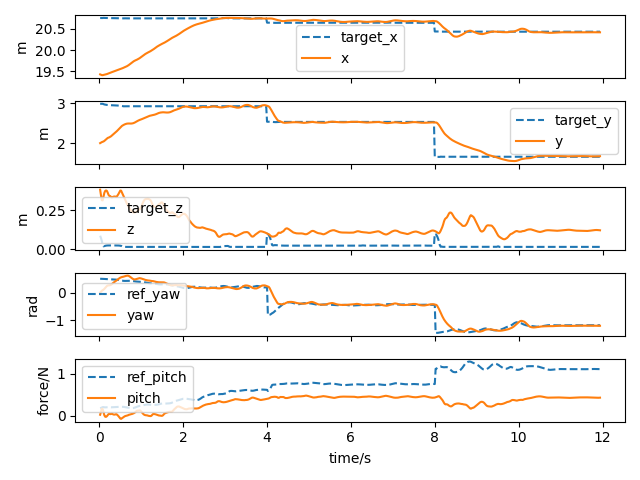 20.5
20.0
19.5
m
target_x
x
3
2
m
target_y
y
0.25
0.00
m
target_z
z
0
−1
rad
ref_yaw
yaw
1
0
force/N
ref_pitch
pitch
0 2 4 6 8 10 12
time/s